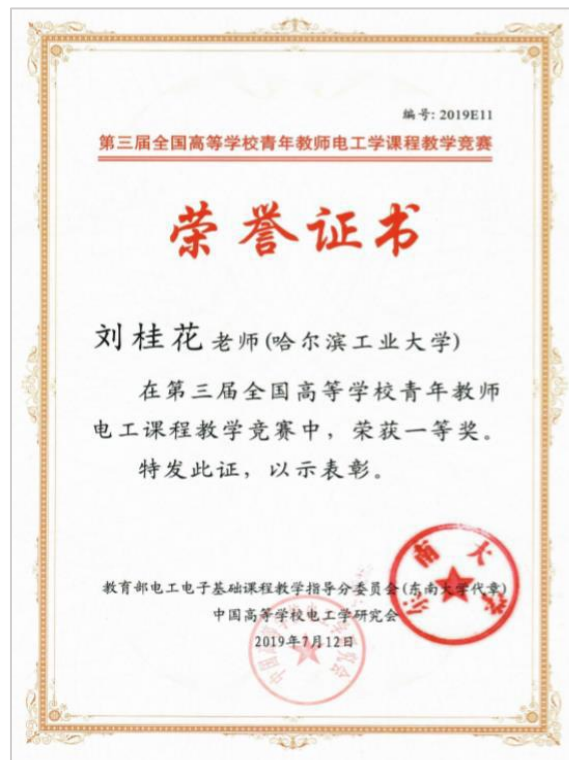 编号: 2019E11
第三届全国高等学校青年教师电工学课程教学竞赛
荣誉证书
刘桂花老师(哈尔滨工业大学)
在第三届全国高等学校青年教师
电工课程教学竞赛中，荣获一等奖。
特发此证，以示表彰。
东南大学
教育部电工电子基础课程教学指导分委员会(东南大学代章)
中国高等学校电工学研究会
2019年7月12日